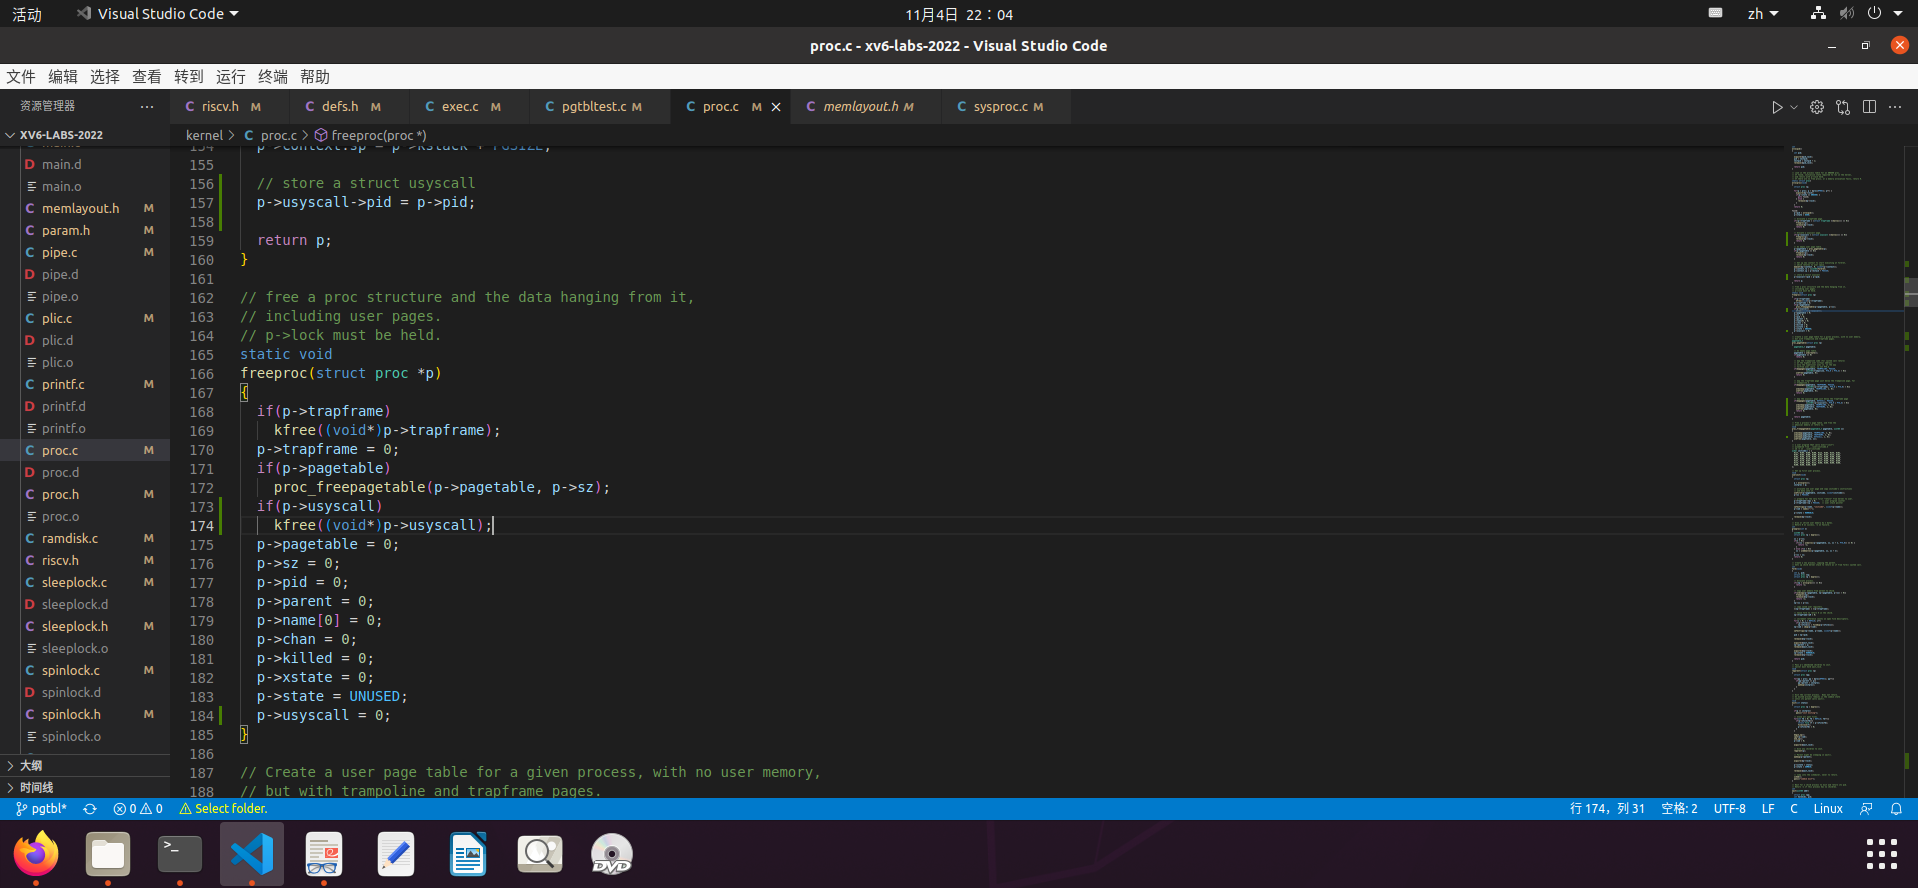 活动
Visual Studio Code
11月4日 22：04
zh
proc.c - xv6-labs-2022 - Visual Studio Code
文件 编辑 选择 查看 转到 运行 终端 帮助
资源管理器
riscv.h M
defs.h M
exec.c M
pgtbltest.c M
proc.c M
memlayout.h M
sysproc.c M
XV6-LABS-2022
kernel > C proc.c > freeproc(proc *)
D main.d
main.o
C memlayout.h M
C param.h M
C pipe.c M
D pipe.d
pipe.o
C plic.c M
D plic.d
plic.o
C printf.c M
D printf.d
printf.o
C proc.c M
D proc.d
C proc.h M
proc.o
C ramdisk.c M
C riscv.h M
C sleeplock.c M
D sleeplock.d
C sleeplock.h M
sleeplock.o
C spinlock.c M
D spinlock.d
C spinlock.h M
spinlock.o
大纲
时间线
154 p->context.sp = p->kstack + PGSIZE;
155
156 // store a struct usyscall
157 p->usyscall->pid = p->pid;
158
159 return p;
160 }
161
162 // free a proc structure and the data hanging from it,
163 // including user pages.
164 // p->lock must be held.
165 static void
166 freeproc(struct proc *p)
167 {
168 if(p->trapframe)
169 kfree((void*)p->trapframe);
170 p->trapframe = 0;
171 if(p->pagetable)
172 proc_freepagetable(p->pagetable, p->sz);
173 if(p->usyscall)
174 kfree((void*)p->usyscall);
175 p->pagetable = 0;
176 p->sz = 0;
177 p->pid = 0;
178 p->parent = 0;
179 p->name[0] = 0;
180 p->chan = 0;
181 p->killed = 0;
182 p->xstate = 0;
183 p->state = UNUSED;
184 p->usyscall = 0;
185 }
186
187 // Create a user page table for a given process, with no user memory,
188 // but with trampoline and trapframe pages.
pgtbl* 0 0 Select folder.
行 174，列 31 空格: 2 UTF-8 LF C Linux
>_
DVD